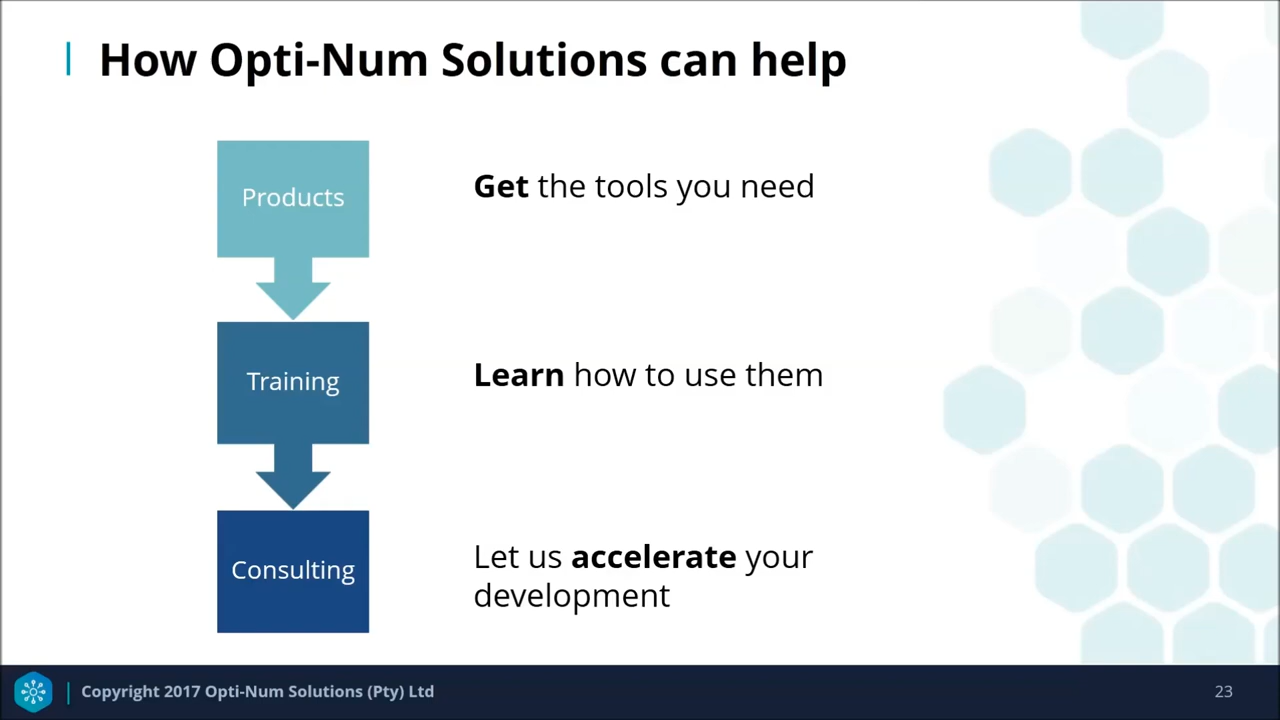 How Opti-Num Solutions can help
Products
Get the tools you need
Training
Learn how to use them
Consulting
Let us accelerate your
development
Copyright 2017 Opti-Num Solutions (Pty) Ltd
23